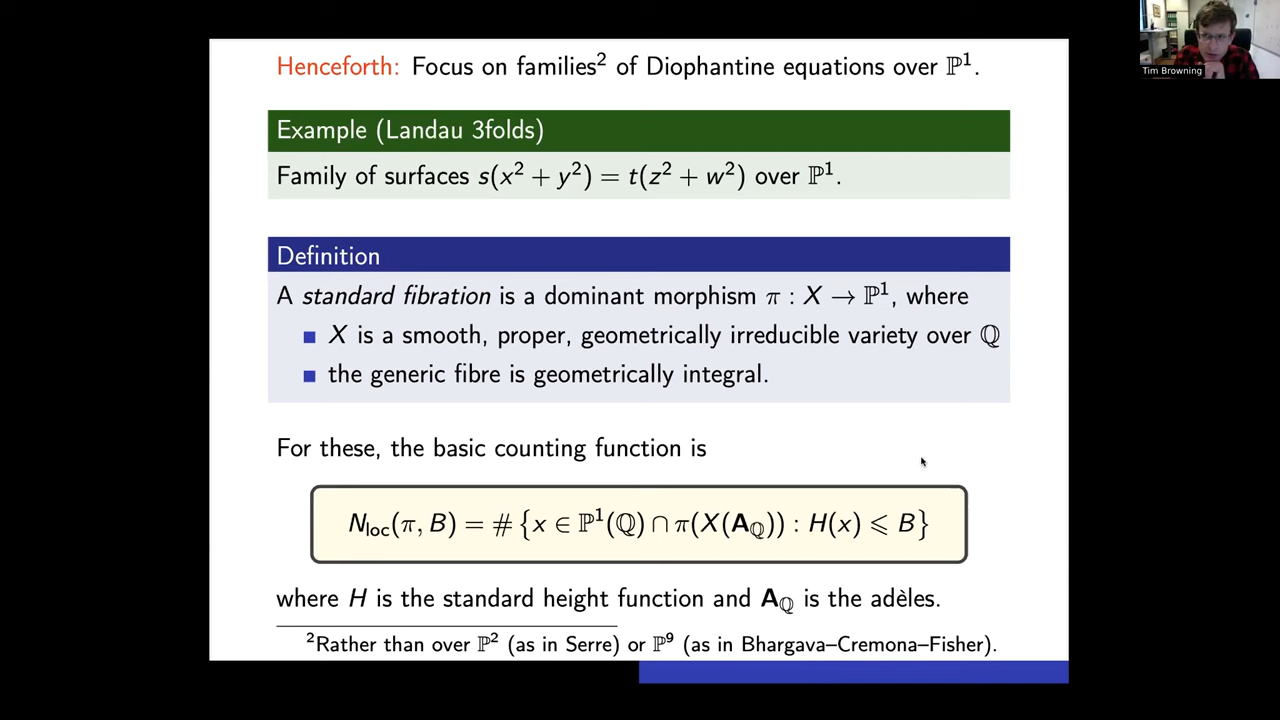 Henceforth: Focus on families² of Diophantine equations over ℙ¹.
Example (Landau 3folds)
Family of surfaces s(x² + y²) = t(z² + w²) over ℙ¹.
Definition
A standard fibration is a dominant morphism π : X → ℙ¹, where
X is a smooth, proper, geometrically irreducible variety over ℚ
the generic fibre is geometrically integral.
For these, the basic counting function is
N_loc(π, B) = # {x ∈ ℙ¹(ℚ) ∩ π(X(𝐀_ℚ)) : H(x) ⩽ B}
where H is the standard height function and 𝐀_ℚ is the adèles.
²Rather than over ℙ² (as in Serre) or ℙ⁹ (as in Bhargava–Cremona–Fisher).
Tim Browning